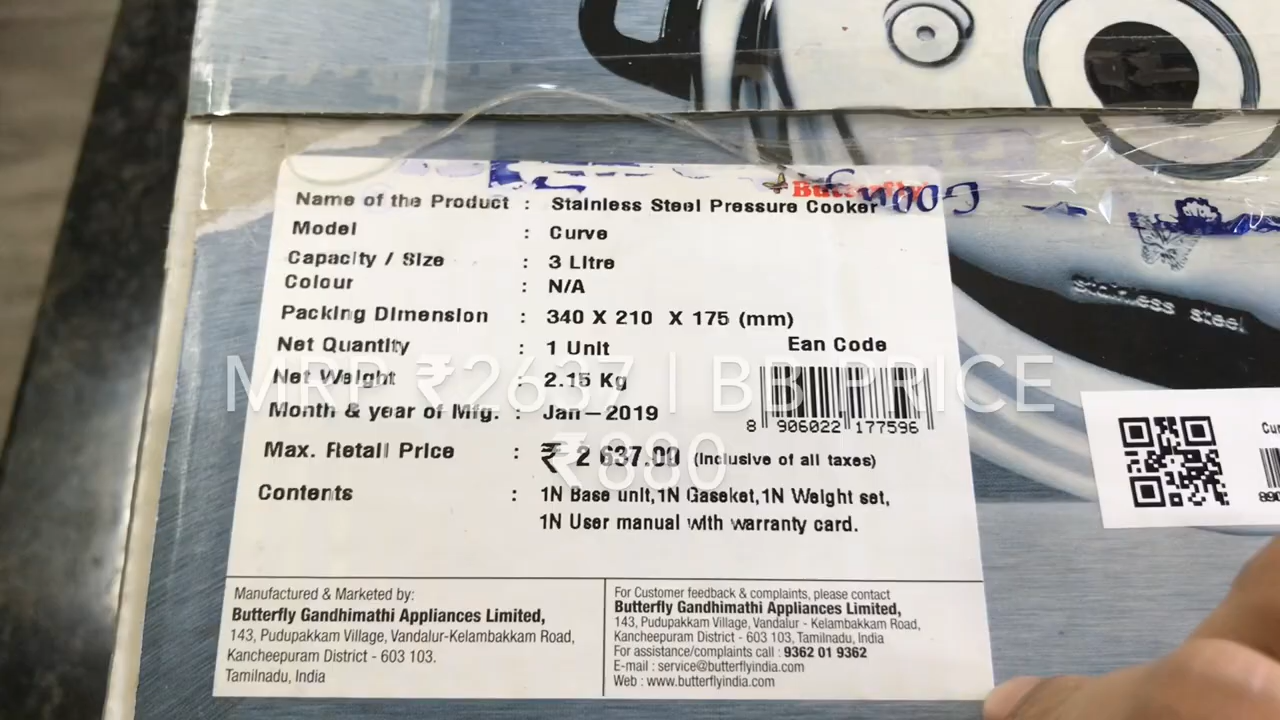 Butterfly
Name of the Product : Stainless Steel Pressure Cooker
Model : Curve
Capacity / Size : 3 Litre
Colour : N/A
Packing Dimension : 340 X 210 X 175 (mm)
Net Quantity : 1 Unit
Ean Code
Net Weight : 2.15 Kg
Month & year of Mfg. : Jan-2019
8 906022 177596
Max. Retail Price : ₹ 2 637.00 (Inclusive of all taxes)
Contents : 1N Base unit, 1N Gasket, 1N Weight set,
1N User manual with warranty card.
MRP ₹2637 | BB PRICE
₹880
Manufactured & Marketed by:
Butterfly Gandhimathi Appliances Limited,
143, Pudupakkam Village, Vandalur-Kelambakkam Road,
Kancheepuram District - 603 103.
Tamilnadu, India
For Customer feedback & complaints, please contact
Butterfly Gandhimathi Appliances Limited,
143, Pudupakkam Village, Vandalur - Kelambakkam Road,
Kancheepuram District - 603 103, Tamilnadu, India
For assistance/complaints call : 9362 01 9362
E-mail : service@butterflyindia.com
Web : www.butterflyindia.com
stainless steel